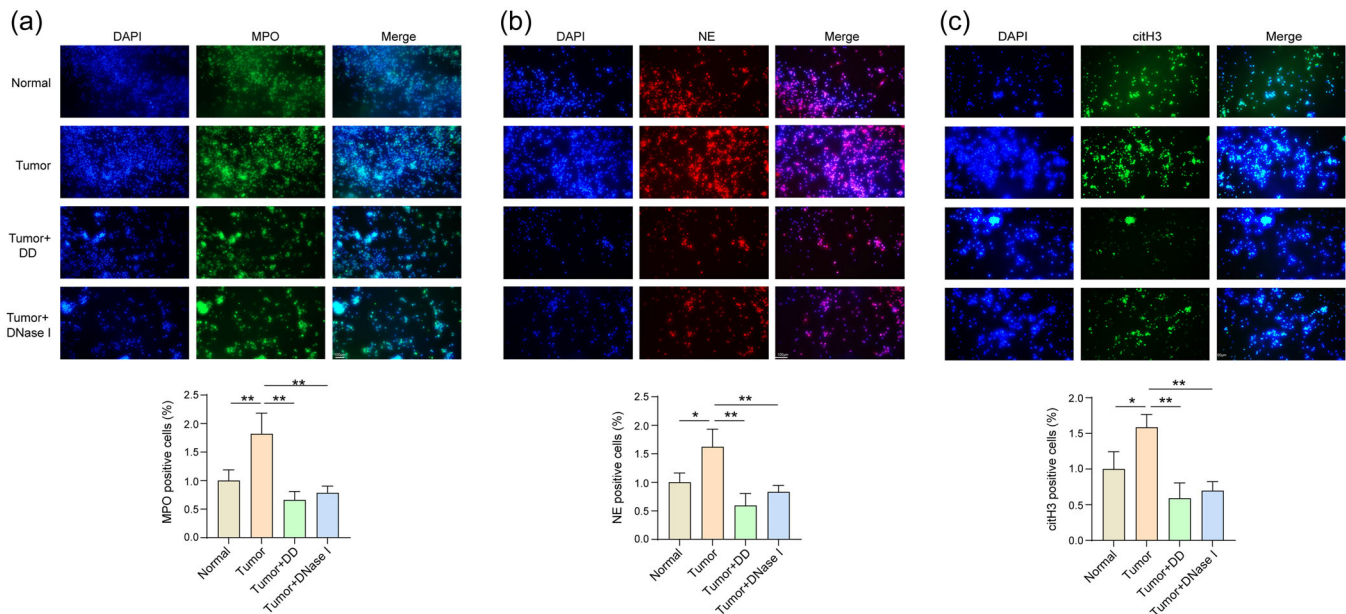 (a)
DAPI MPO Merge
Normal
Tumor
Tumor+
DD
Tumor+
DNase I
100μm
MPO positive cells (%)
2.5
2.0
1.5
1.0
0.5
0.0
** ** **
Normal
Tumor
Tumor+DD
Tumor+DNase I
(b)
DAPI NE Merge
100μm
NE positive cells (%)
2.5
2.0
1.5
1.0
0.5
0.0
* ** **
Normal
Tumor
Tumor+DD
Tumor+DNase I
(c)
DAPI citH3 Merge
citH3 positive cells (%)
2.0
1.5
1.0
0.5
0.0
* ** **
Normal
Tumor
Tumor+DD
Tumor+DNase I